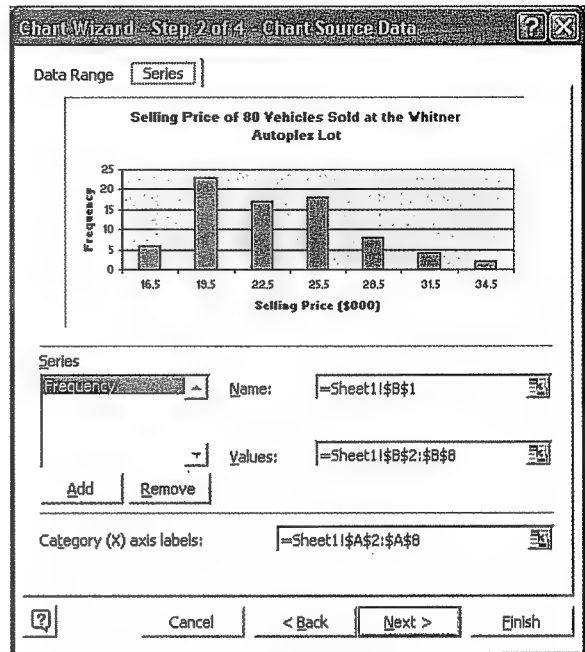 Chart Wizard - Step 2 of 4 - Chart Source Data
Data Range Series
Selling Price of 80 Vehicles Sold at the Whitner
Autoplex Lot
Frequency
25
20
15
10
5
0
16.5 19.5 22.5 25.5 28.5 31.5 34.5
Selling Price ($000)
Series
Frequency
Name: =Sheet1!$B$1
Values: =Sheet1!$B$2:$B$8
Add Remove
Category (X) axis labels: =Sheet1!$A$2:$A$8
Cancel < Back Next > Finish